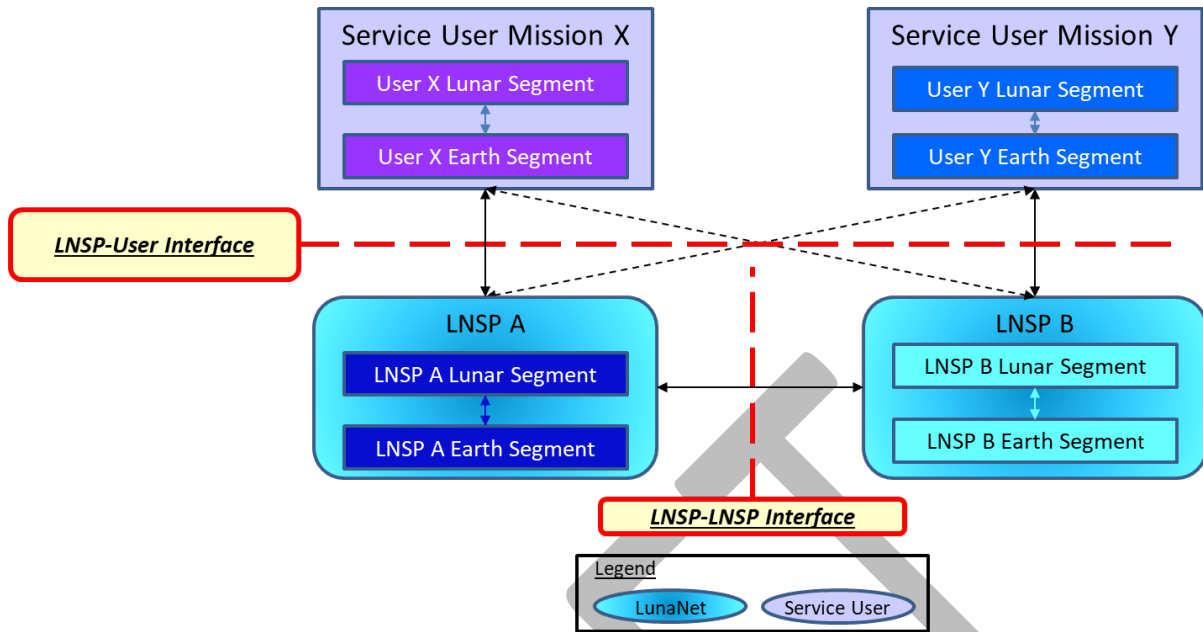 Service User Mission X
User X Lunar Segment
User X Earth Segment
Service User Mission Y
User Y Lunar Segment
User Y Earth Segment
LNSP-User Interface
LNSP A
LNSP A Lunar Segment
LNSP A Earth Segment
LNSP B
LNSP B Lunar Segment
LNSP B Earth Segment
LNSP-LNSP Interface
Legend
LunaNet
Service User